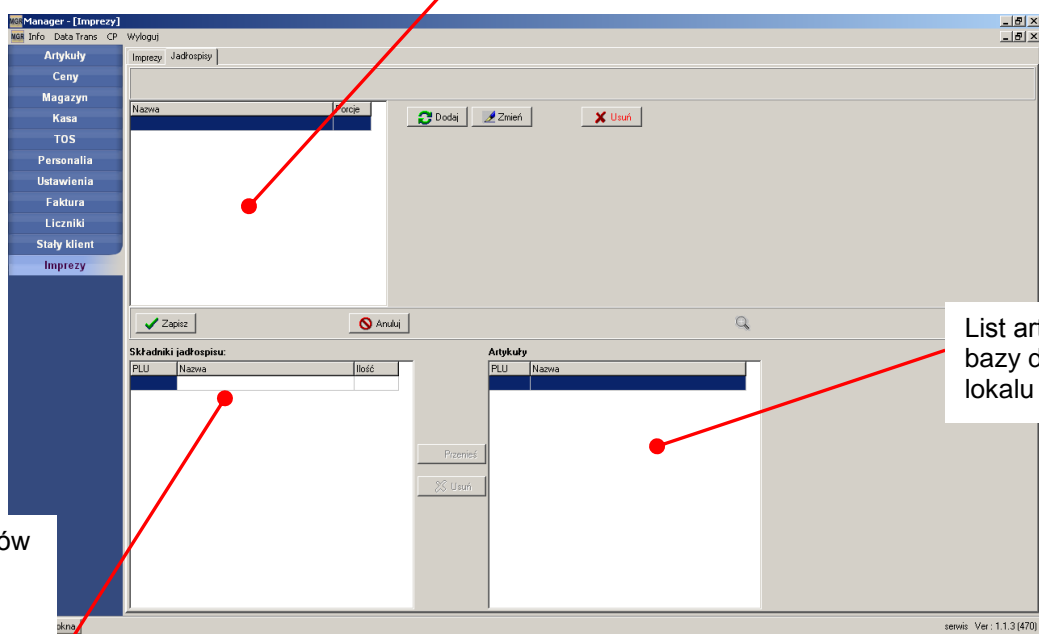 MGR Manager - [Imprezy]
MGR Info Data Trans CP Wyloguj
Artykuły
Ceny
Magazyn
Kasa
TOS
Personalia
Ustawienia
Faktura
Liczniki
Stały klient
Imprezy
Imprezy Jadłospisy
Nazwa Porcje
Dodaj Zmień Usuń
Zapisz Anuluj
Składniki jadłospisu:
PLU Nazwa Ilość
Artykuły
PLU Nazwa
Przenieś
Usuń
List art
bazy d
lokalu
ów
okna
serwis Ver : 1.1.3 (470)